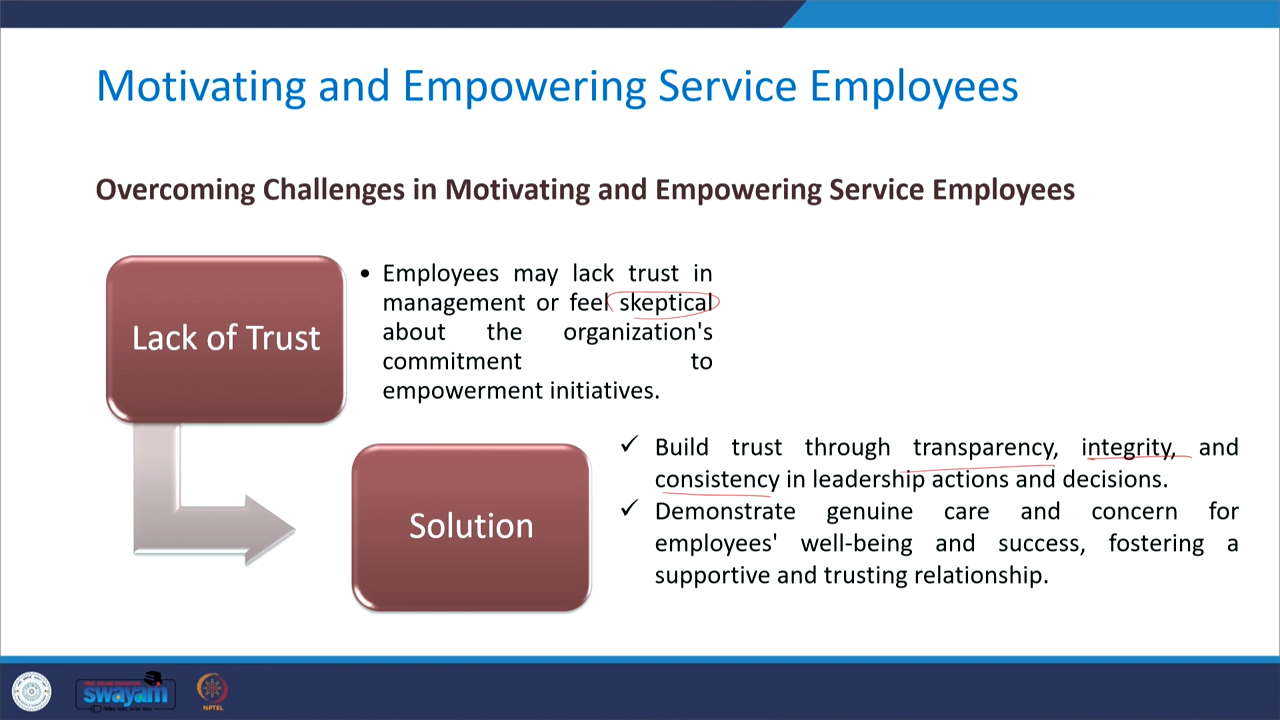 Motivating and Empowering Service Employees
Overcoming Challenges in Motivating and Empowering Service Employees
Lack of Trust
• Employees may lack trust in
management or feel skeptical
about the organization's
commitment to
empowerment initiatives.
Solution
✓ Build trust through transparency, integrity, and
consistency in leadership actions and decisions.
✓ Demonstrate genuine care and concern for
employees' well-being and success, fostering a
supportive and trusting relationship.
swayam
NPTEL